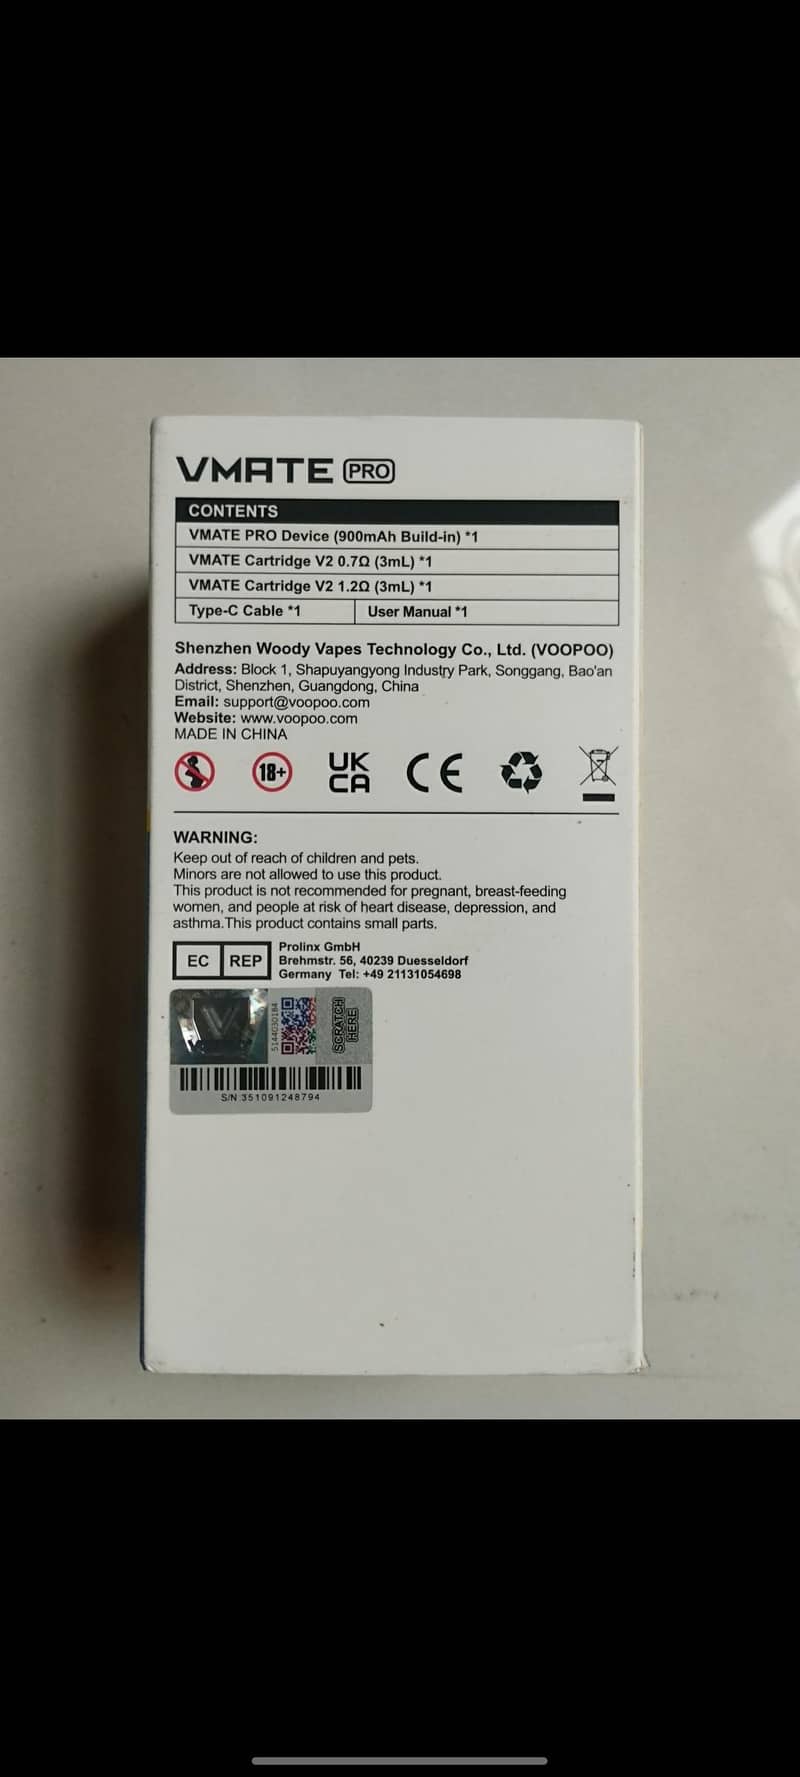 VMATE PRO
CONTENTS
VMATE PRO Device (900mAh Build-in) *1
VMATE Cartridge V2 0.7Ω (3mL) *1
VMATE Cartridge V2 1.2Ω (3mL) *1
Type-C Cable *1 User Manual *1
Shenzhen Woody Vapes Technology Co., Ltd. (VOOPOO)
Address: Block 1, Shapuyangyong Industry Park, Songgang, Bao'an
District, Shenzhen, Guangdong, China
Email: support@voopoo.com
Website: www.voopoo.com
MADE IN CHINA
18+ UK CA CE
WARNING:
Keep out of reach of children and pets.
Minors are not allowed to use this product.
This product is not recommended for pregnant, breast-feeding
women, and people at risk of heart disease, depression, and
asthma.This product contains small parts.
EC REP
Prolinx GmbH
Brehmstr. 56, 40239 Duesseldorf
Germany Tel: +49 21131054698
5144030184
SCRATCH
HERE
S/N:351091248794